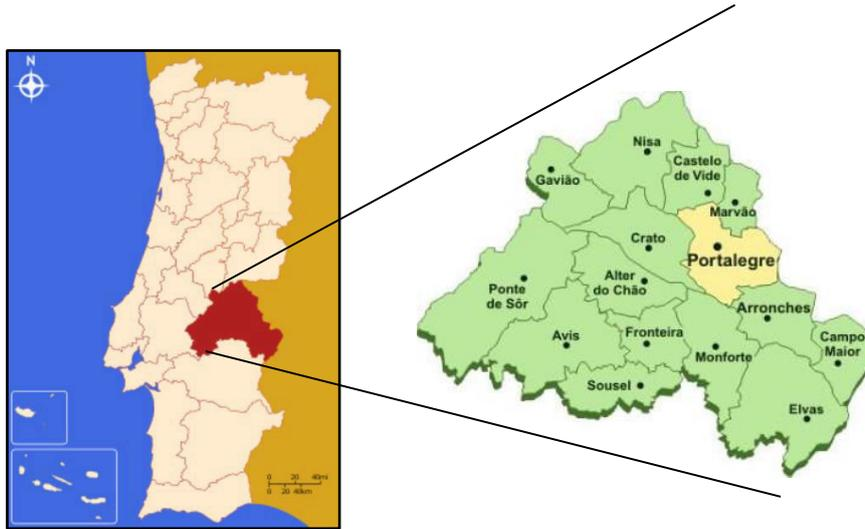 N
0 20 40mi
0 20 40km
Nisa
Castelo
de Vide
Gavião
Marvão
Crato
Portalegre
Alter
do Chão
Ponte
de Sôr
Arronches
Avis
Fronteira
Campo
Maior
Monforte
Sousel
Elvas